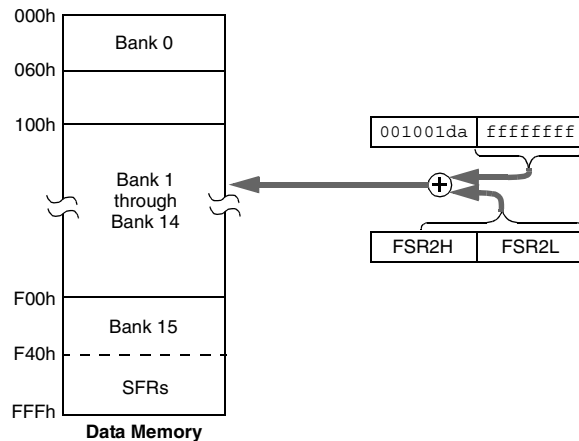 000h
Bank 0
060h
100h
001001da ffffffff
Bank 1
through
Bank 14
FSR2H FSR2L
F00h
Bank 15
F40h
SFRs
FFFh
Data Memory